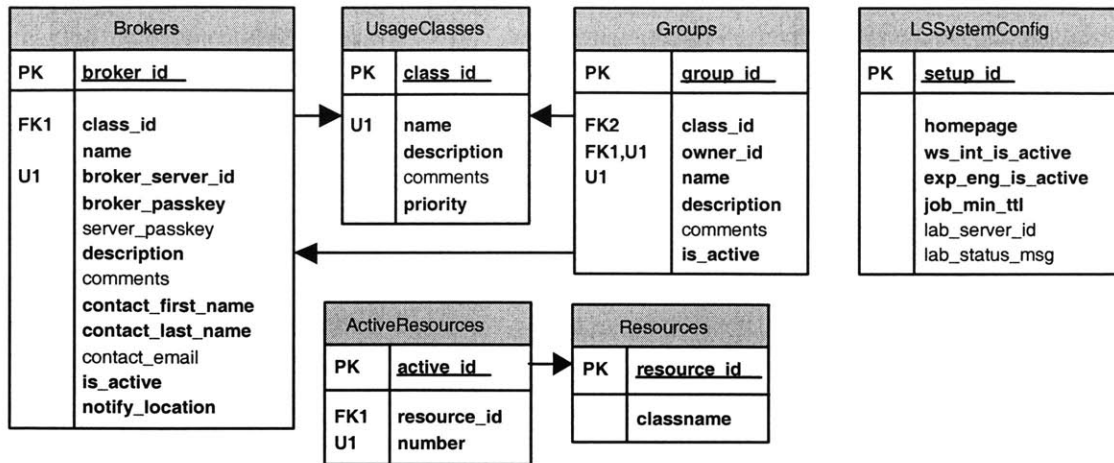 Brokers
PK broker_id
FK1 class_id
name
U1 broker_server_id
broker_passkey
server_passkey
description
comments
contact_first_name
contact_last_name
contact_email
is_active
notify_location
UsageClasses
PK class_id
U1 name
description
comments
priority
Groups
PK group_id
FK2 class_id
FK1,U1 owner_id
U1 name
description
comments
is_active
LSSystemConfig
PK setup_id
homepage
ws_int_is_active
exp_eng_is_active
job_min_ttl
lab_server_id
lab_status_msg
ActiveResources
PK active_id
FK1 resource_id
U1 number
Resources
PK resource_id
classname